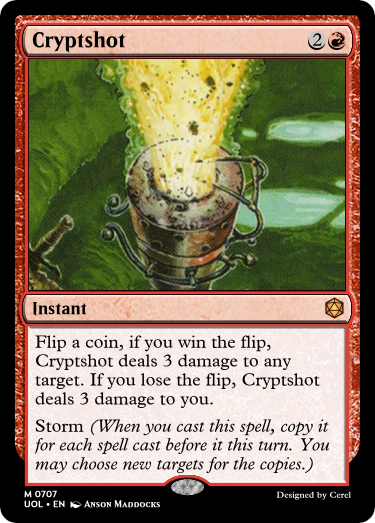 Cryptshot 2
Instant
Flip a coin, if you win the flip,
Cryptshot deals 3 damage to any
target. If you lose the flip, Cryptshot
deals 3 damage to you.
Storm (When you cast this spell, copy it
for each spell cast before it this turn. You
may choose new targets for the copies.)
M 0707
UOL • EN Anson Maddocks Designed by Cerel